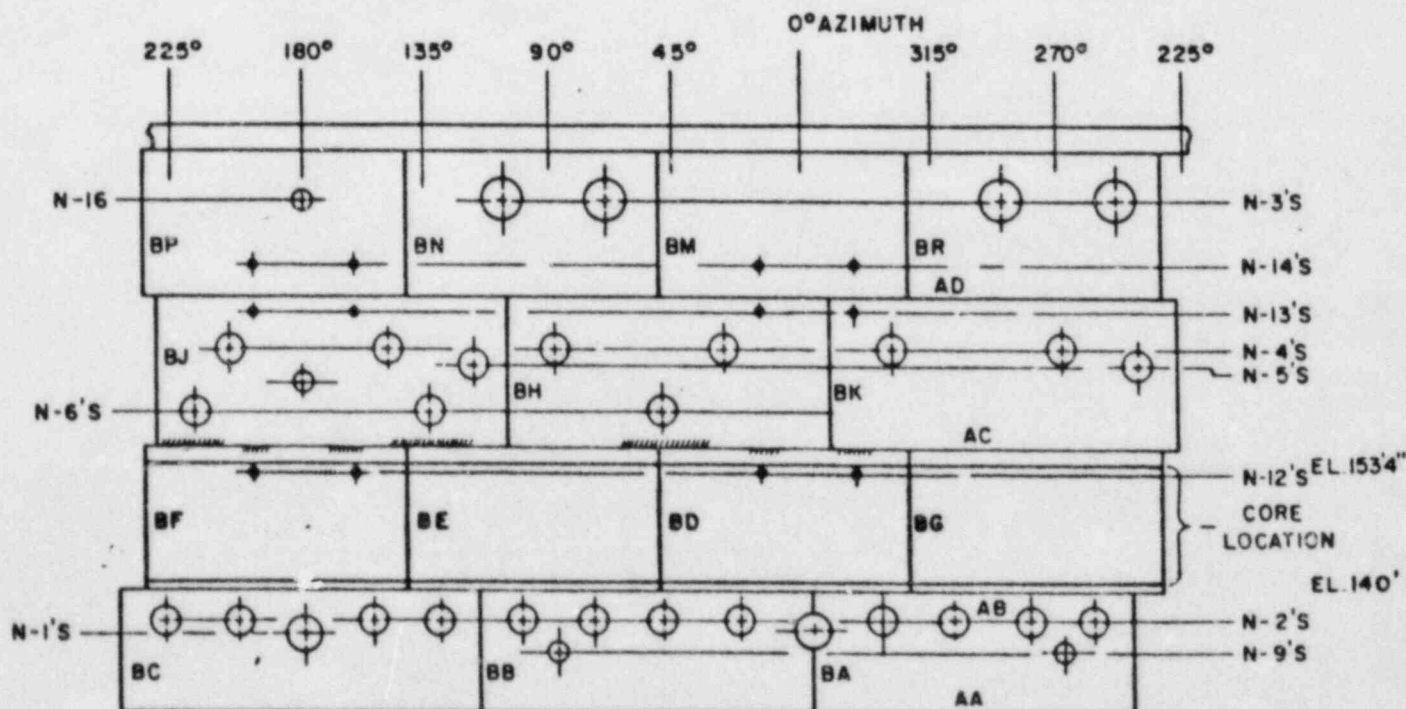 0° AZIMUTH
225° 180° 135° 90° 45° 315° 270° 225°
N-16 N-3'S
BP BN BM BR
N-14'S
AD
N-13'S
BJ N-4'S
BH BK N-5'S
N-6'S
AC
N-12'S EL.153'4"
BF BE BD BG CORE
LOCATION
EL.140'
AB
N-1'S N-2'S
N-9'S
BC BB BA
AA